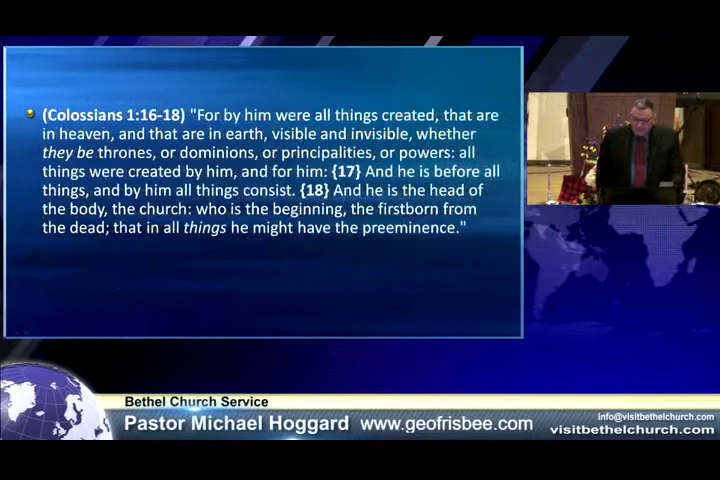 (Colossians 1:16-18) "For by him were all things created, that are
in heaven, and that are in earth, visible and invisible, whether
they be thrones, or dominions, or principalities, or powers: all
things were created by him, and for him: {17} And he is before all
things, and by him all things consist. {18} And he is the head of
the body, the church: who is the beginning, the firstborn from
the dead; that in all things he might have the preeminence."
Bethel Church Service
Pastor Michael Hoggard www.geofrisbee.com
info@visitbethelchurch.com
visitbethelchurch.com